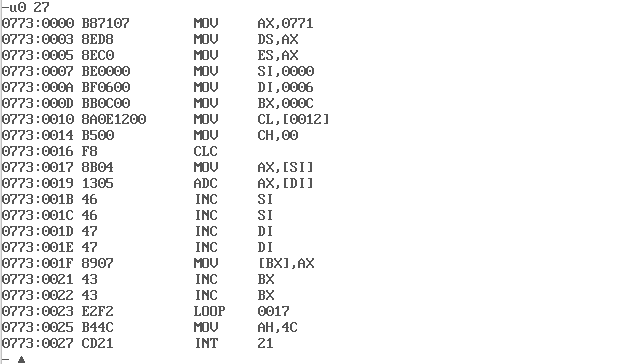 -u0 27
0773:0000 B87107 MOV AX,0771
0773:0003 8ED8 MOV DS,AX
0773:0005 8EC0 MOV ES,AX
0773:0007 BE0000 MOV SI,0000
0773:000A BF0600 MOV DI,0006
0773:000D BB0C00 MOV BX,000C
0773:0010 8A0E1200 MOV CL,[0012]
0773:0014 B500 MOV CH,00
0773:0016 F8 CLC
0773:0017 8B04 MOV AX,[SI]
0773:0019 1305 ADC AX,[DI]
0773:001B 46 INC SI
0773:001C 46 INC SI
0773:001D 47 INC DI
0773:001E 47 INC DI
0773:001F 8907 MOV [BX],AX
0773:0021 43 INC BX
0773:0022 43 INC BX
0773:0023 E2F2 LOOP 0017
0773:0025 B44C MOV AH,4C
0773:0027 CD21 INT 21
-